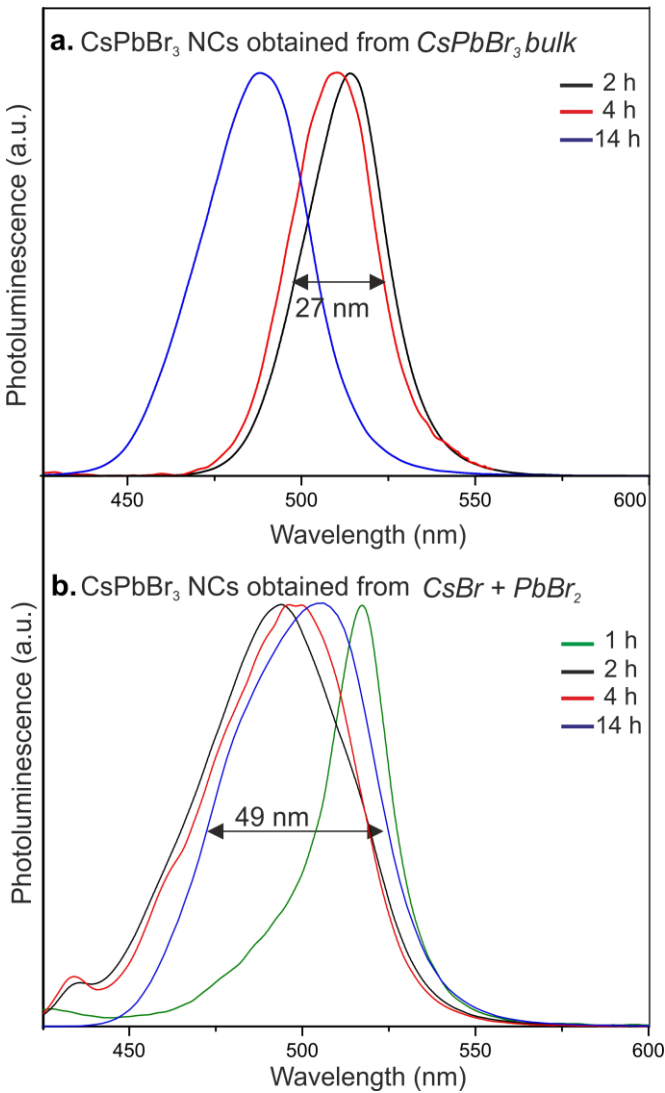 a. CsPbBr₃ NCs obtained from CsPbBr₃ bulk
2 h
4 h
14 h
Photoluminescence (a.u.)
27 nm
450
500
550
600
Wavelength (nm)
b. CsPbBr₃ NCs obtained from CsBr + PbBr₂
1 h
2 h
4 h
14 h
Photoluminescence (a.u.)
49 nm
450
500
550
600
Wavelength (nm)